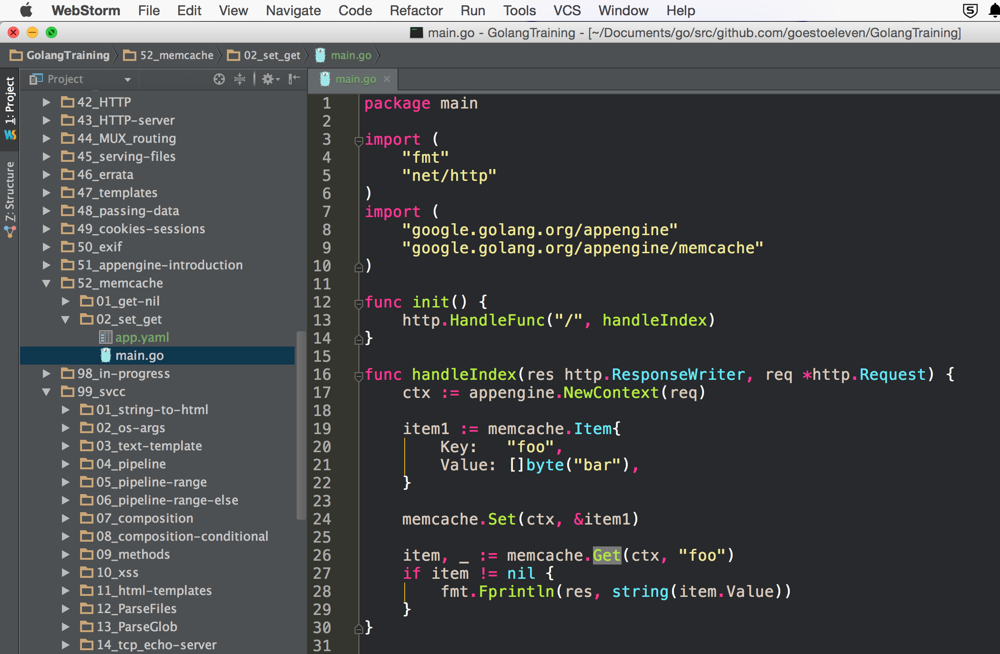 WebStorm File Edit View Navigate Code Refactor Run Tools VCS Window Help
main.go - GolangTraining - [~/Documents/go/src/github.com/goestoeleven/GolangTraining]
GolangTraining 52_memcache 02_set_get main.go
1: Project
7: Structure
Project
42_HTTP
43_HTTP-server
44_MUX_routing
45_serving-files
46_errata
47_templates
48_passing-data
49_cookies-sessions
50_exif
51_appengine-introduction
52_memcache
01_get-nil
02_set_get
app.yaml
main.go
98_in-progress
99_svcc
01_string-to-html
02_os-args
03_text-template
04_pipeline
05_pipeline-range
06_pipeline-range-else
07_composition
08_composition-conditional
09_methods
10_xss
11_html-templates
12_ParseFiles
13_ParseGlob
14_tcp_echo-server
main.go
1 package main
2
3 import (
4     "fmt"
5     "net/http"
6 )
7 import (
8     "google.golang.org/appengine"
9     "google.golang.org/appengine/memcache"
10 )
11
12 func init() {
13     http.HandleFunc("/", handleIndex)
14 }
15
16 func handleIndex(res http.ResponseWriter, req *http.Request) {
17     ctx := appengine.NewContext(req)
18
19     item1 := memcache.Item{
20         Key:   "foo",
21         Value: []byte("bar"),
22     }
23
24     memcache.Set(ctx, &item1)
25
26     item, _ := memcache.Get(ctx, "foo")
27     if item != nil {
28         fmt.Fprintln(res, string(item.Value))
29     }
30 }
31